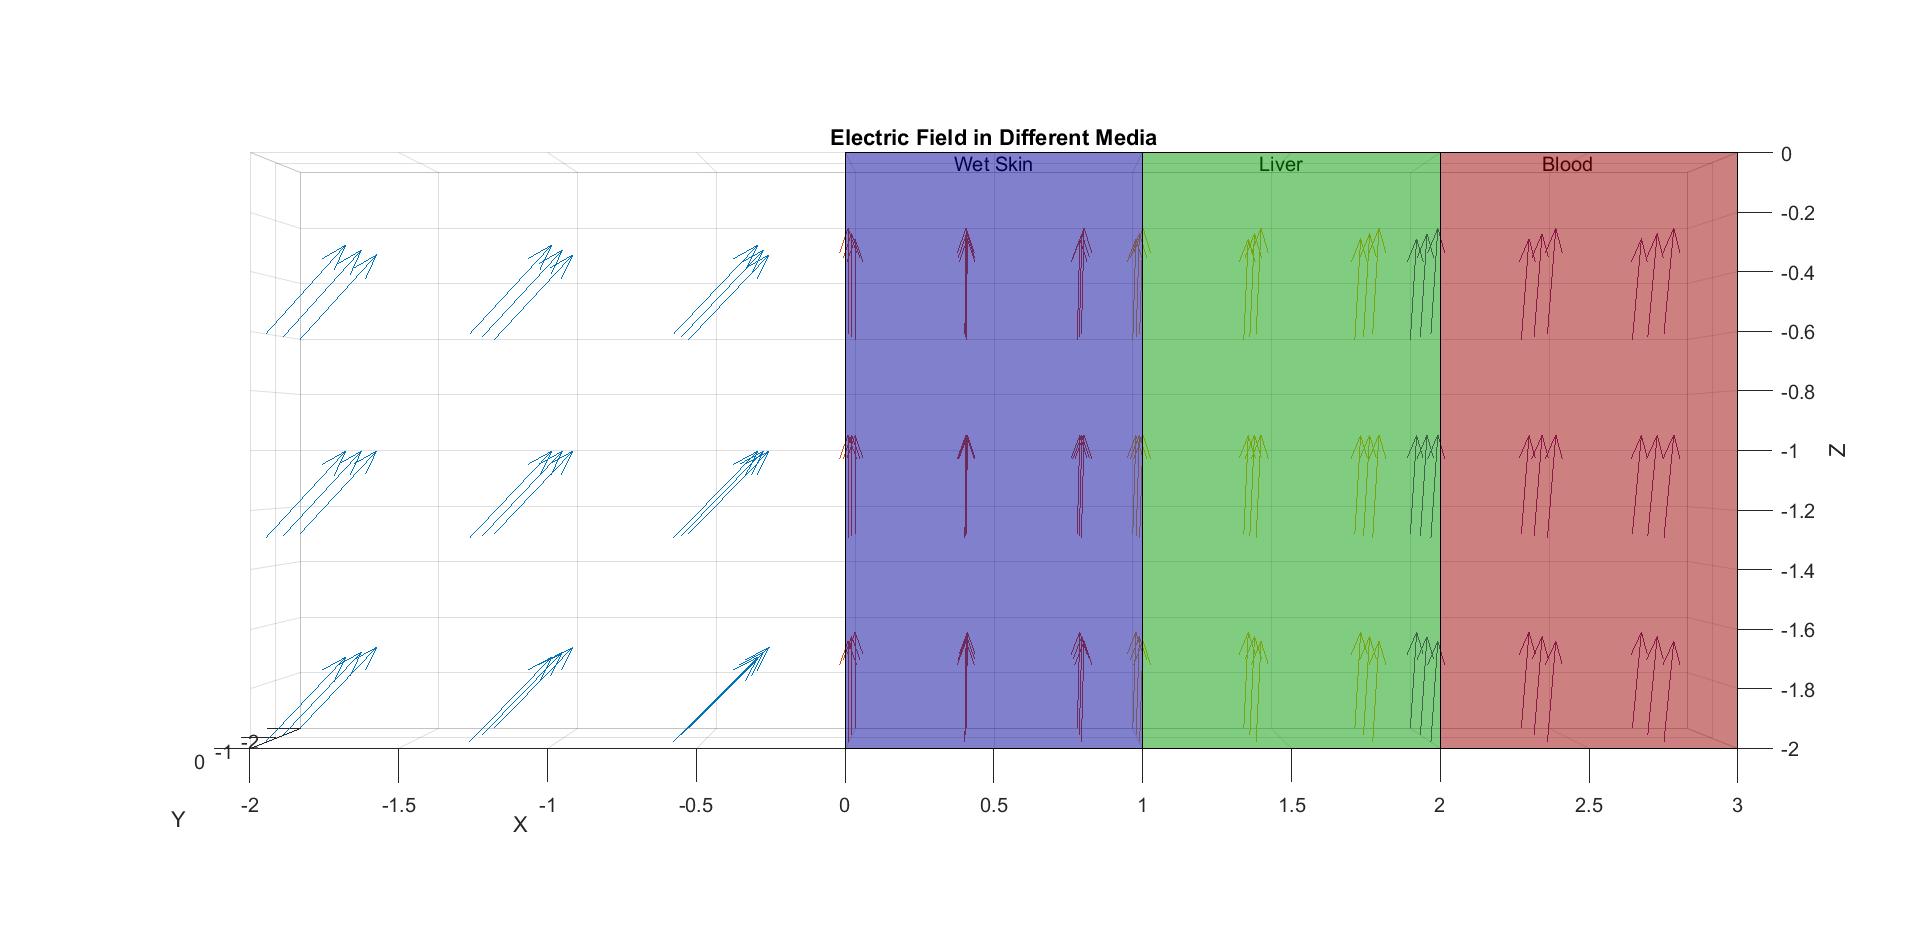 Electric Field in Different Media
Wet Skin Liver Blood
0
-0.2
-0.4
-0.6
-0.8
-1
-1.2
-1.4
-1.6
-1.8
-2
Z
0 -1 -2
Y
-2 -1.5 -1 -0.5 0 0.5 1 1.5 2 2.5 3
X